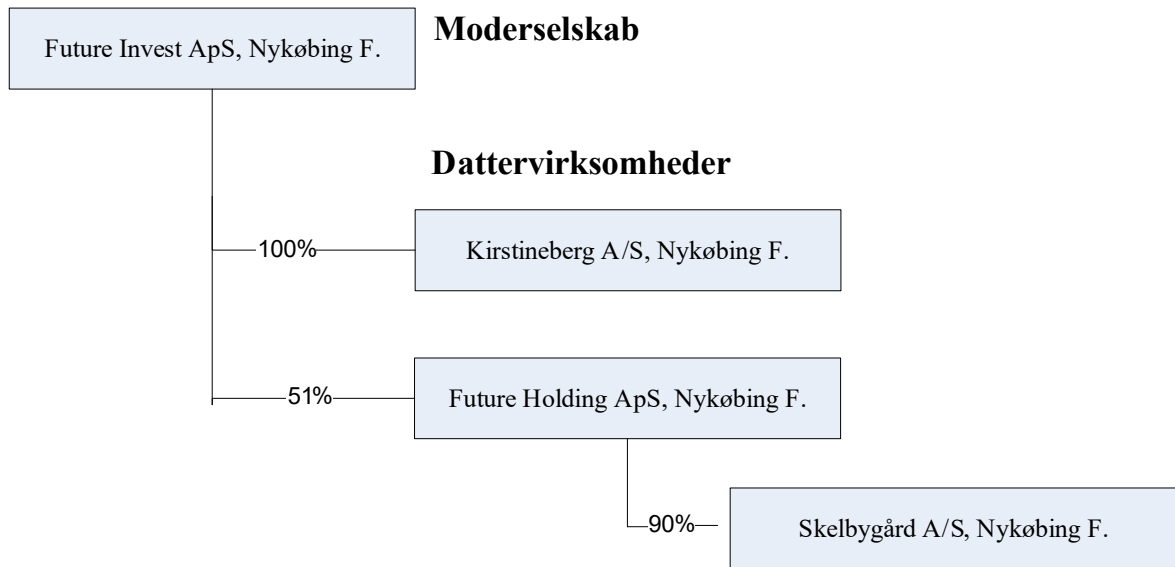 Future Invest ApS, Nykøbing F.
Moderselskab
Dattervirksomheder
100%
Kirstineberg A/S, Nykøbing F.
51%
Future Holding ApS, Nykøbing F.
90%
Skelbygård A/S, Nykøbing F.